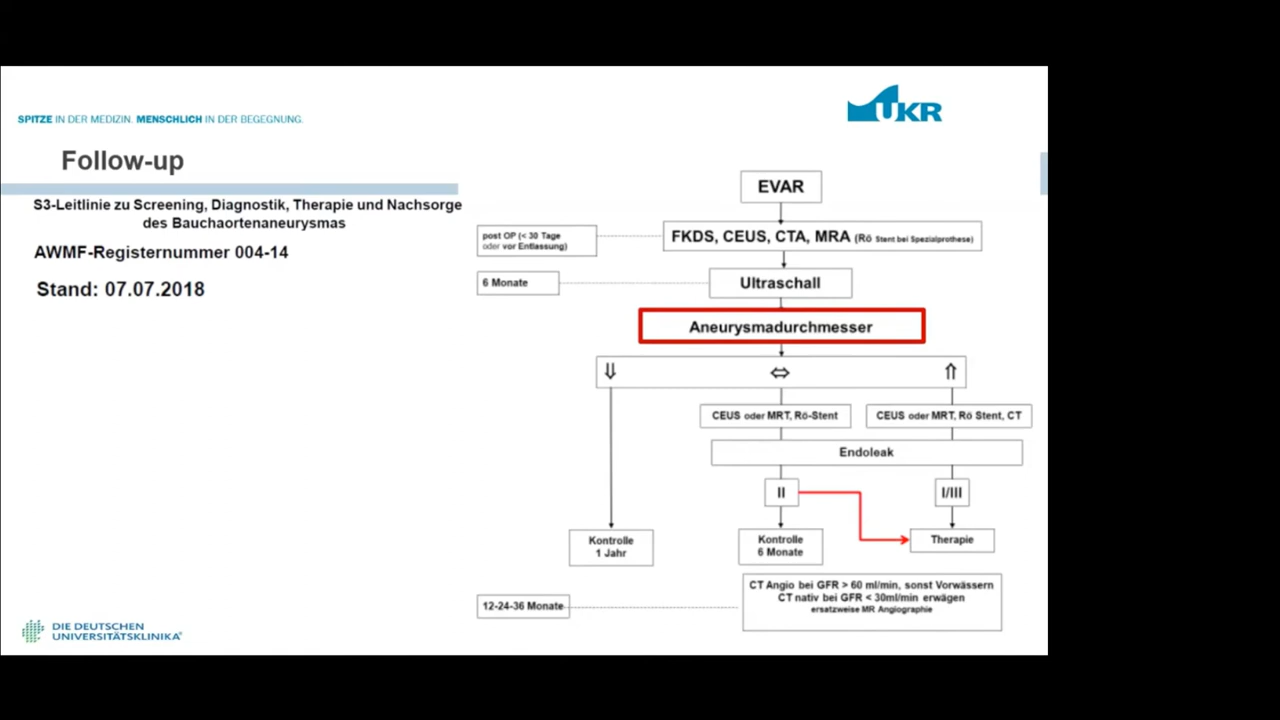 SPITZE IN DER MEDIZIN. MENSCHLICH IN DER BEGEGNUNG.
UKR
Follow-up
S3-Leitlinie zu Screening, Diagnostik, Therapie und Nachsorge
des Bauchaortenaneurysmas
AWMF-Registernummer 004-14
Stand: 07.07.2018
EVAR
post OP (< 30 Tage
oder vor Entlassung)
FKDS, CEUS, CTA, MRA (Rö Stent bei Spezialprothese)
6 Monate
Ultraschall
Aneurysmadurchmesser
⇓ ⇔ ⇑
CEUS oder MRT, Rö-Stent
CEUS oder MRT, Rö Stent, CT
Endoleak
II
I/III
Kontrolle
1 Jahr
Kontrolle
6 Monate
Therapie
12-24-36 Monate
CT Angio bei GFR > 60 ml/min, sonst Vorwässern
CT nativ bei GFR < 30ml/min erwägen
ersatzweise MR Angiographie
DIE DEUTSCHEN
UNIVERSITÄTSKLINIKA®